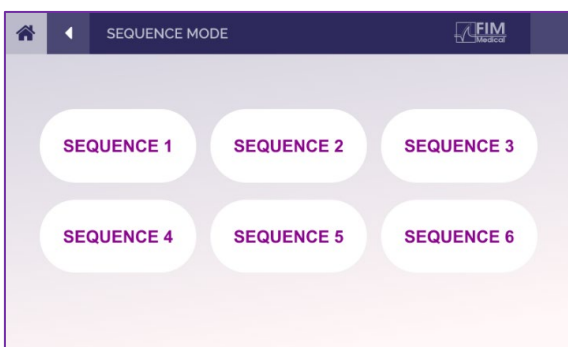 SEQUENCE MODE
FIM
Medical
SEQUENCE 1
SEQUENCE 2
SEQUENCE 3
SEQUENCE 4
SEQUENCE 5
SEQUENCE 6